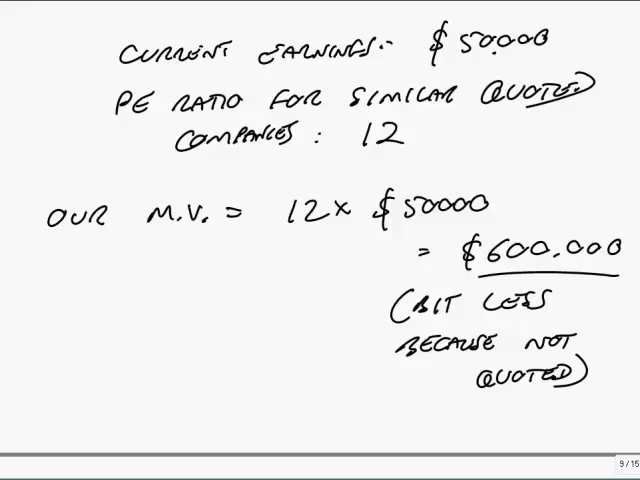 CURRENT EARNINGS:- $ 50.000
PE RATIO FOR SIMILAR QUOTED
COMPANIES : 12
OUR M.V. = 12 x $ 50000
= $ 600.000
(BIT LESS
BECAUSE NOT
QUOTED)
9 / 15